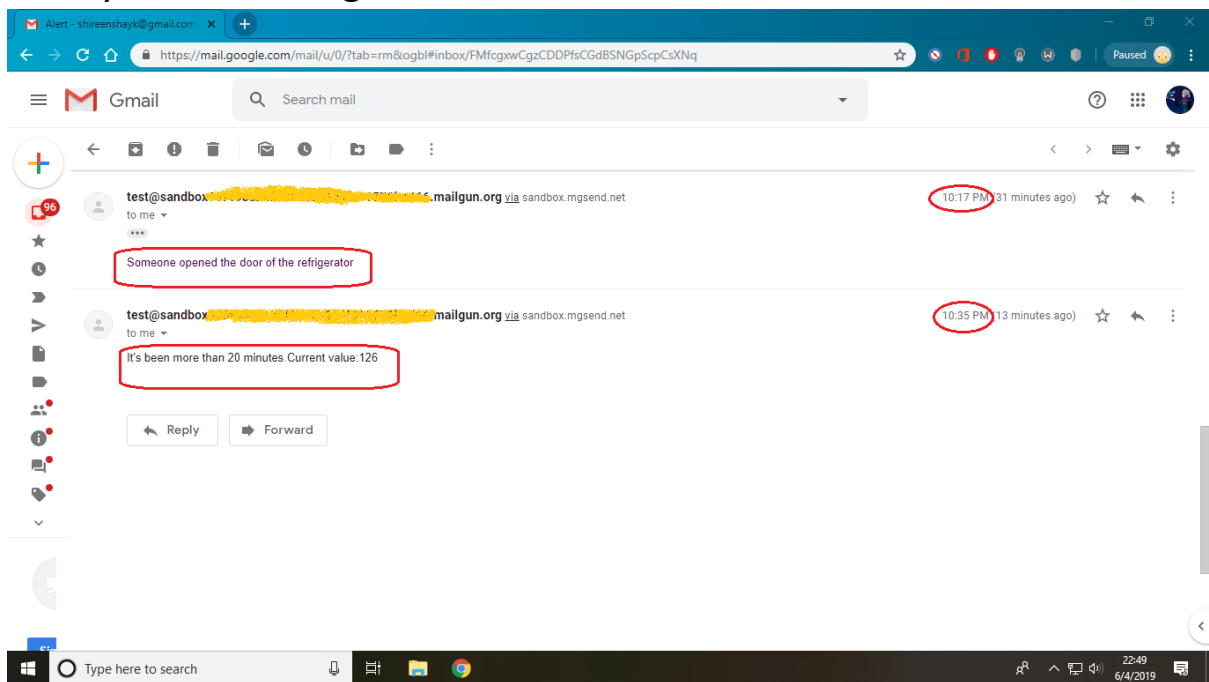 Alert - shireenshayk@gmail.com
https://mail.google.com/mail/u/0/?tab=rm&ogbl#inbox/FMfcgxwCgzCDDPfsCGdBSNGpScpCsXNq
Paused
Gmail
Search mail
96
test@sandbox .mailgun.org via sandbox.mgsend.net
10:17 PM (31 minutes ago)
to me
Someone opened the door of the refrigerator
test@sandbox mailgun.org via sandbox.mgsend.net
10:35 PM (13 minutes ago)
to me
It's been more than 20 minutes.Current value:126
Reply
Forward
Type here to search
22:49
6/4/2019